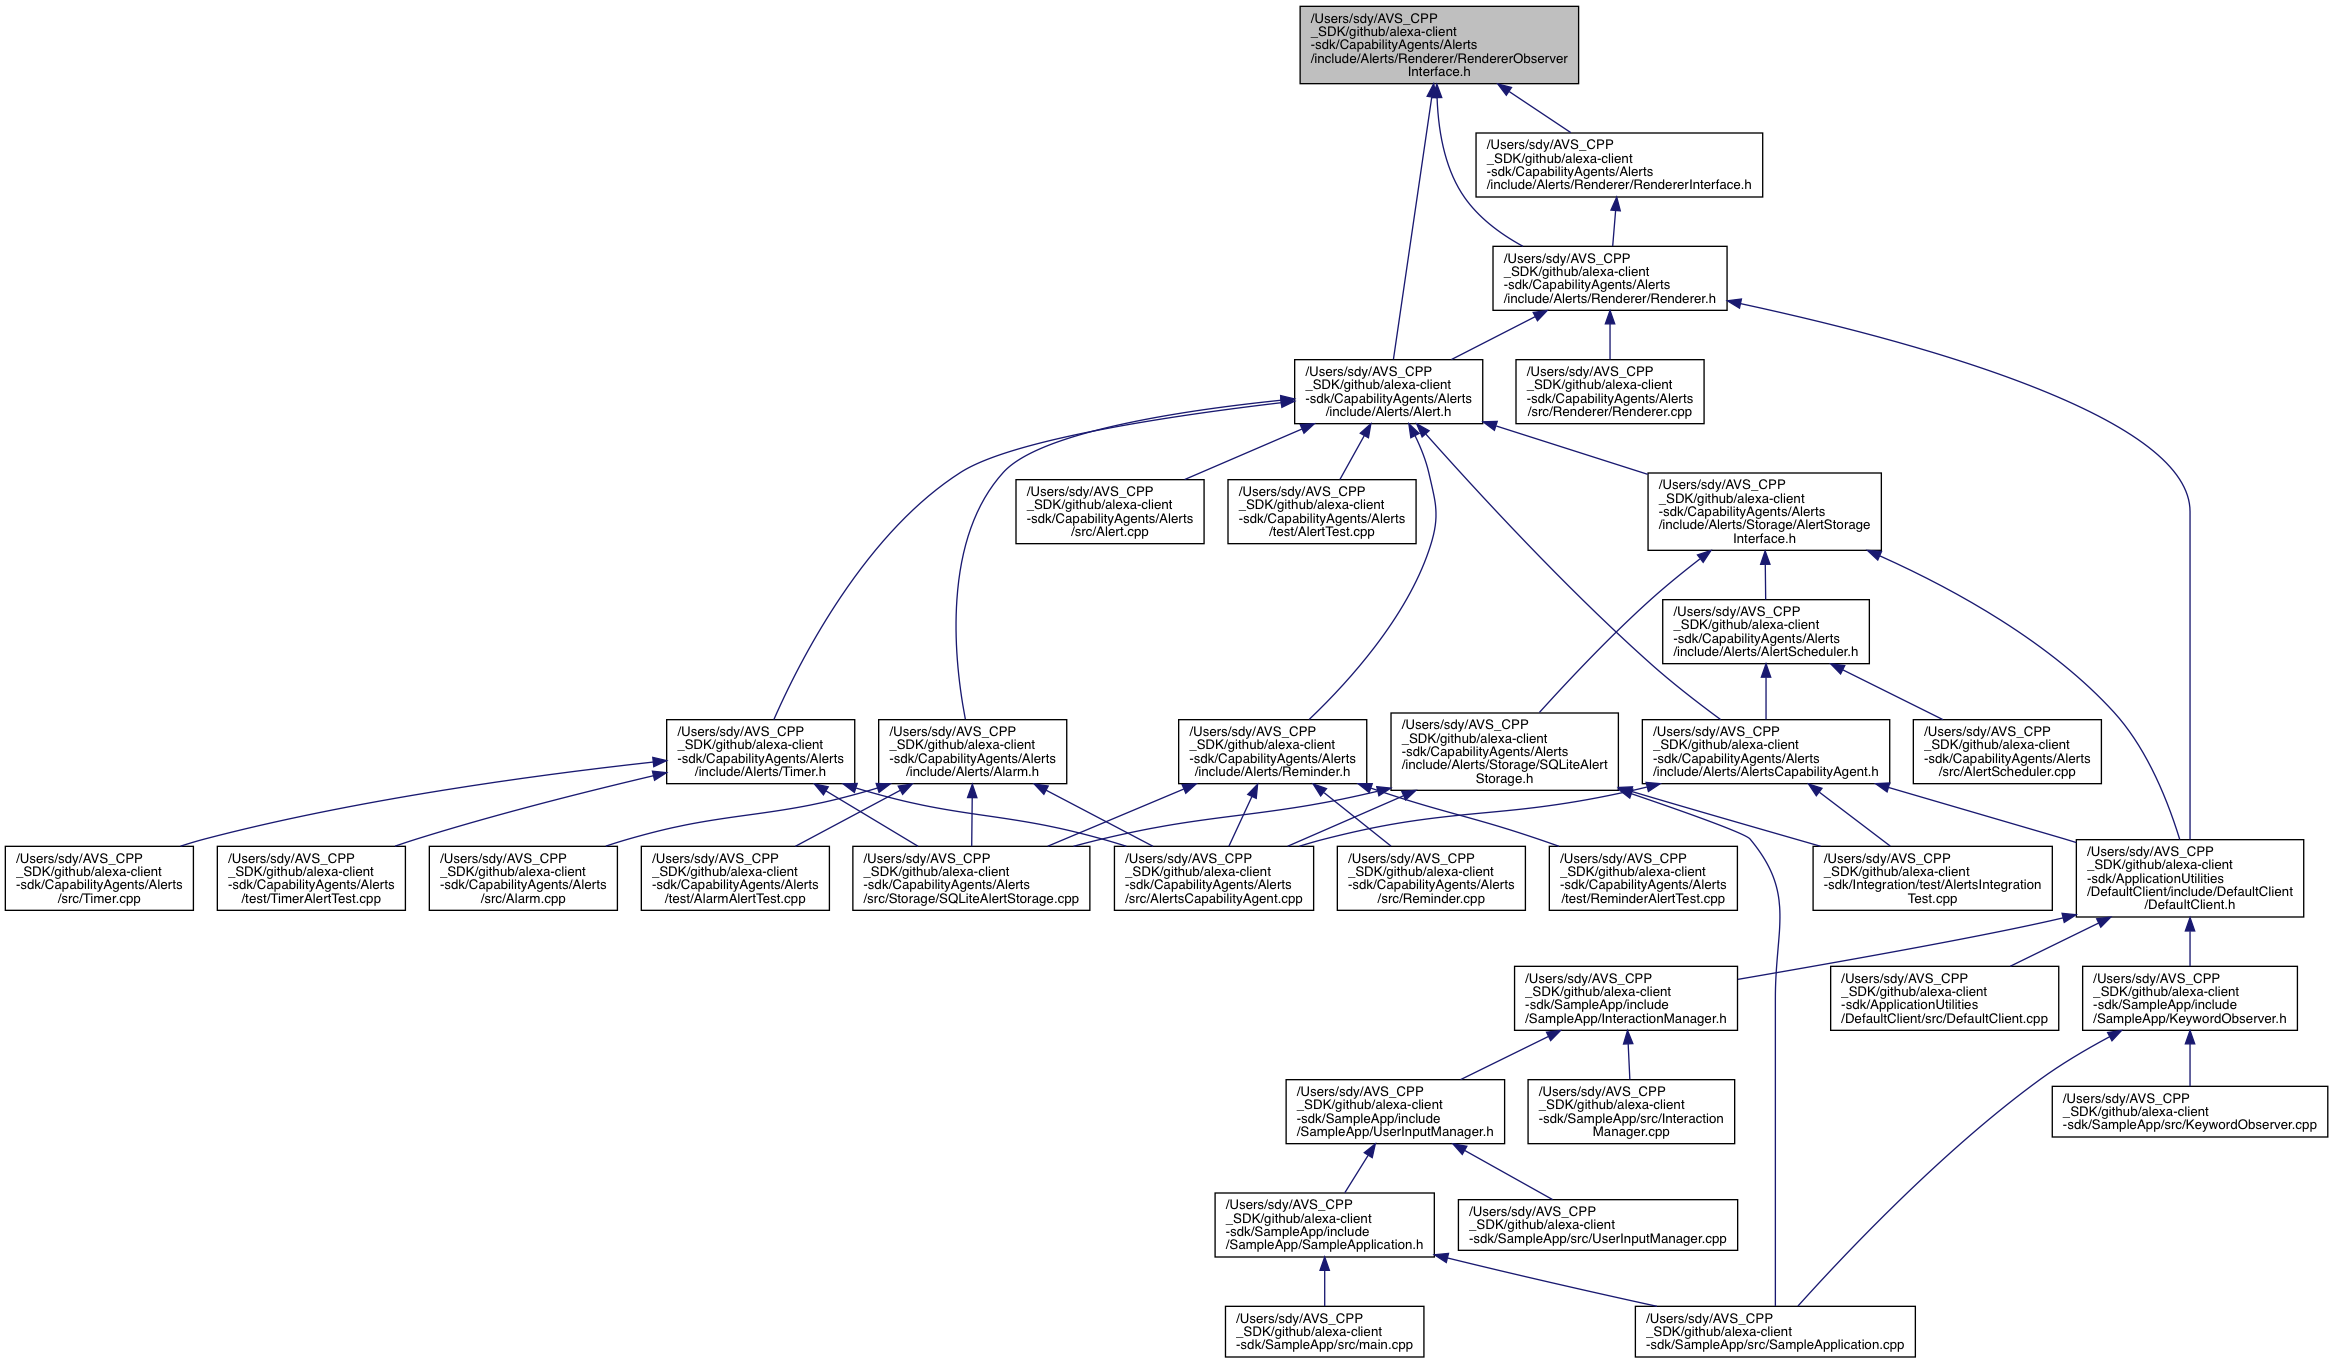 /Users/sdy/AVS_CPP
_SDK/github/alexa-client
-sdk/CapabilityAgents/Alerts
/include/Alerts/Renderer/RendererObserver
Interface.h
/Users/sdy/AVS_CPP
_SDK/github/alexa-client
-sdk/CapabilityAgents/Alerts
/include/Alerts/Renderer/RendererInterface.h
/Users/sdy/AVS_CPP
_SDK/github/alexa-client
-sdk/CapabilityAgents/Alerts
/include/Alerts/Renderer/Renderer.h
/Users/sdy/AVS_CPP
_SDK/github/alexa-client
-sdk/CapabilityAgents/Alerts
/include/Alerts/Alert.h
/Users/sdy/AVS_CPP
_SDK/github/alexa-client
-sdk/CapabilityAgents/Alerts
/src/Renderer/Renderer.cpp
/Users/sdy/AVS_CPP
_SDK/github/alexa-client
-sdk/CapabilityAgents/Alerts
/src/Alert.cpp
/Users/sdy/AVS_CPP
_SDK/github/alexa-client
-sdk/CapabilityAgents/Alerts
/test/AlertTest.cpp
/Users/sdy/AVS_CPP
_SDK/github/alexa-client
-sdk/CapabilityAgents/Alerts
/include/Alerts/Storage/AlertStorage
Interface.h
/Users/sdy/AVS_CPP
_SDK/github/alexa-client
-sdk/CapabilityAgents/Alerts
/include/Alerts/AlertScheduler.h
/Users/sdy/AVS_CPP
_SDK/github/alexa-client
-sdk/CapabilityAgents/Alerts
/include/Alerts/Timer.h
/Users/sdy/AVS_CPP
_SDK/github/alexa-client
-sdk/CapabilityAgents/Alerts
/include/Alerts/Alarm.h
/Users/sdy/AVS_CPP
_SDK/github/alexa-client
-sdk/CapabilityAgents/Alerts
/include/Alerts/Reminder.h
/Users/sdy/AVS_CPP
_SDK/github/alexa-client
-sdk/CapabilityAgents/Alerts
/include/Alerts/Storage/SQLiteAlert
Storage.h
/Users/sdy/AVS_CPP
_SDK/github/alexa-client
-sdk/CapabilityAgents/Alerts
/include/Alerts/AlertsCapabilityAgent.h
/Users/sdy/AVS_CPP
_SDK/github/alexa-client
-sdk/CapabilityAgents/Alerts
/src/AlertScheduler.cpp
/Users/sdy/AVS_CPP
_SDK/github/alexa-client
-sdk/CapabilityAgents/Alerts
/src/Timer.cpp
/Users/sdy/AVS_CPP
_SDK/github/alexa-client
-sdk/CapabilityAgents/Alerts
/test/TimerAlertTest.cpp
/Users/sdy/AVS_CPP
_SDK/github/alexa-client
-sdk/CapabilityAgents/Alerts
/src/Alarm.cpp
/Users/sdy/AVS_CPP
_SDK/github/alexa-client
-sdk/CapabilityAgents/Alerts
/test/AlarmAlertTest.cpp
/Users/sdy/AVS_CPP
_SDK/github/alexa-client
-sdk/CapabilityAgents/Alerts
/src/Storage/SQLiteAlertStorage.cpp
/Users/sdy/AVS_CPP
_SDK/github/alexa-client
-sdk/CapabilityAgents/Alerts
/src/AlertsCapabilityAgent.cpp
/Users/sdy/AVS_CPP
_SDK/github/alexa-client
-sdk/CapabilityAgents/Alerts
/src/Reminder.cpp
/Users/sdy/AVS_CPP
_SDK/github/alexa-client
-sdk/CapabilityAgents/Alerts
/test/ReminderAlertTest.cpp
/Users/sdy/AVS_CPP
_SDK/github/alexa-client
-sdk/Integration/test/AlertsIntegration
Test.cpp
/Users/sdy/AVS_CPP
_SDK/github/alexa-client
-sdk/ApplicationUtilities
/DefaultClient/include/DefaultClient
/DefaultClient.h
/Users/sdy/AVS_CPP
_SDK/github/alexa-client
-sdk/SampleApp/include
/SampleApp/InteractionManager.h
/Users/sdy/AVS_CPP
_SDK/github/alexa-client
-sdk/ApplicationUtilities
/DefaultClient/src/DefaultClient.cpp
/Users/sdy/AVS_CPP
_SDK/github/alexa-client
-sdk/SampleApp/include
/SampleApp/KeywordObserver.h
/Users/sdy/AVS_CPP
_SDK/github/alexa-client
-sdk/SampleApp/include
/SampleApp/UserInputManager.h
/Users/sdy/AVS_CPP
_SDK/github/alexa-client
-sdk/SampleApp/src/Interaction
Manager.cpp
/Users/sdy/AVS_CPP
_SDK/github/alexa-client
-sdk/SampleApp/src/KeywordObserver.cpp
/Users/sdy/AVS_CPP
_SDK/github/alexa-client
-sdk/SampleApp/include
/SampleApp/SampleApplication.h
/Users/sdy/AVS_CPP
_SDK/github/alexa-client
-sdk/SampleApp/src/UserInputManager.cpp
/Users/sdy/AVS_CPP
_SDK/github/alexa-client
-sdk/SampleApp/src/main.cpp
/Users/sdy/AVS_CPP
_SDK/github/alexa-client
-sdk/SampleApp/src/SampleApplication.cpp